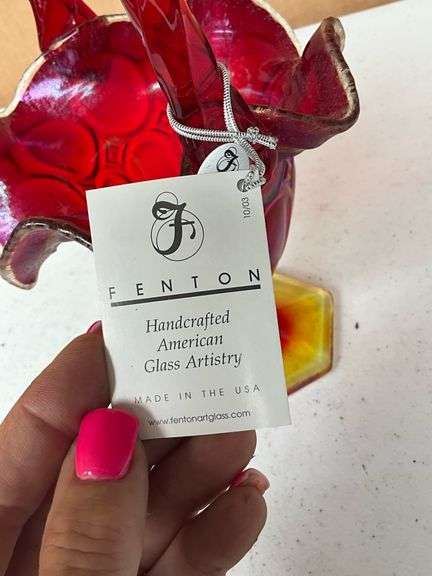 F
10/03
F
FENTON
Handcrafted
American
Glass Artistry
MADE IN THE USA
www.fentonartglass.com